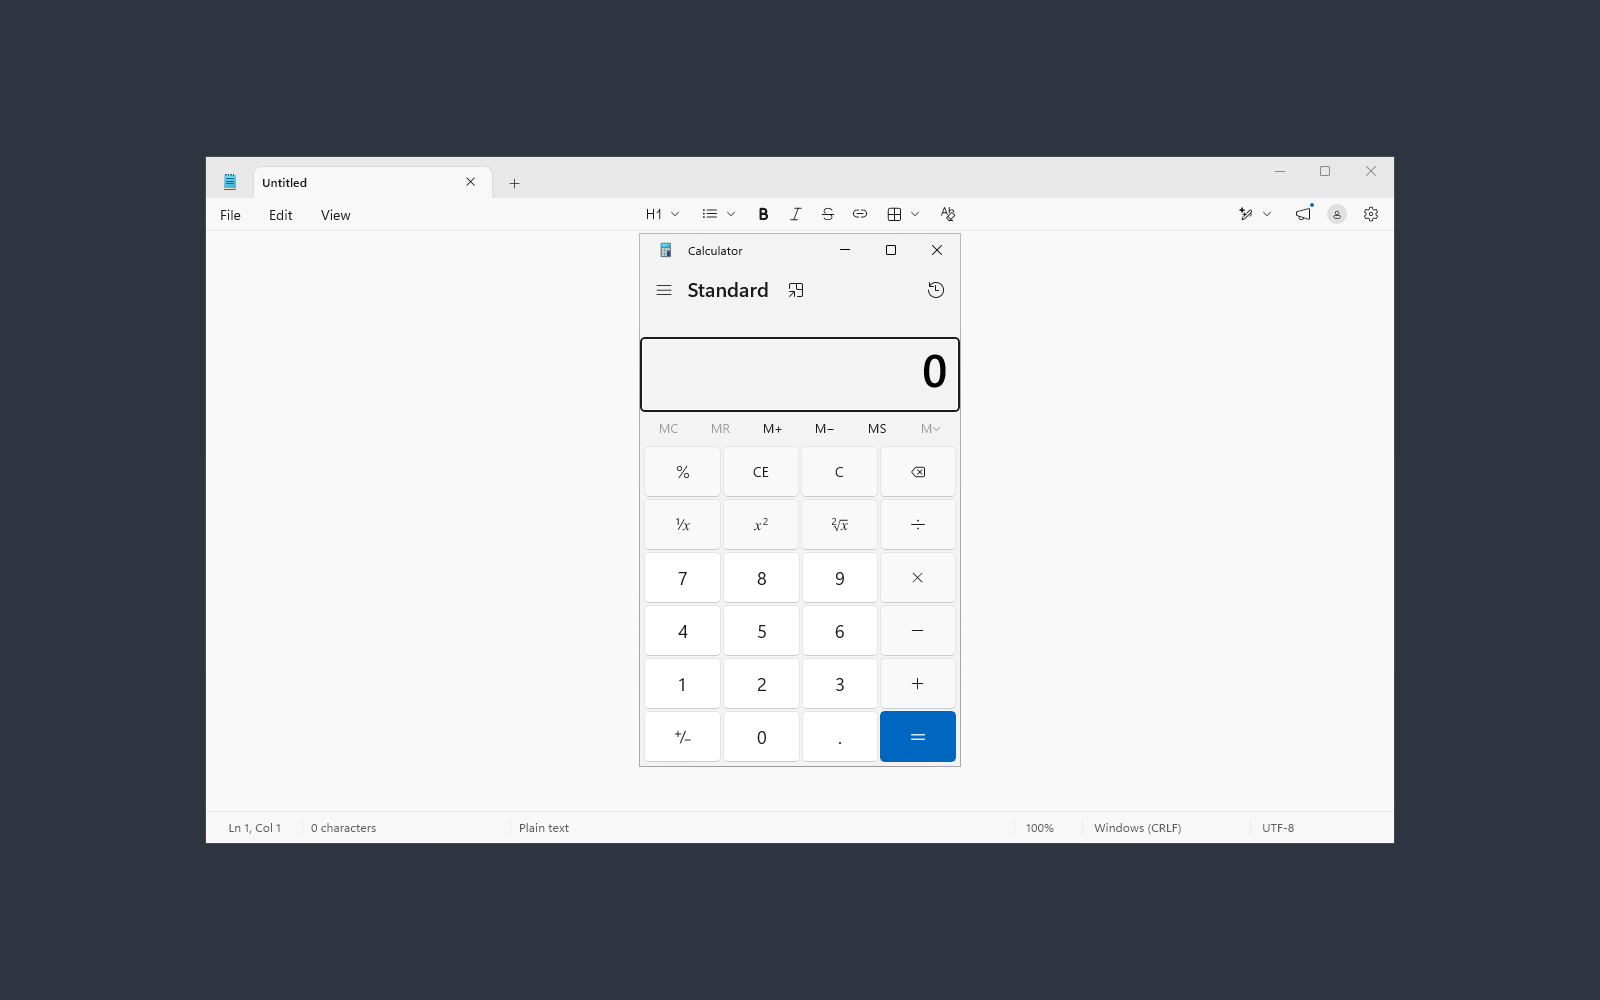 Untitled
File Edit View
H1 B I S Ab
Calculator
Standard
0
MC MR M+ M− MS M
% CE C
¹/x x² ²√x ÷
7 8 9 ×
4 5 6 −
1 2 3 +
+/− 0 . =
Ln 1, Col 1 0 characters Plain text 100% Windows (CRLF) UTF-8